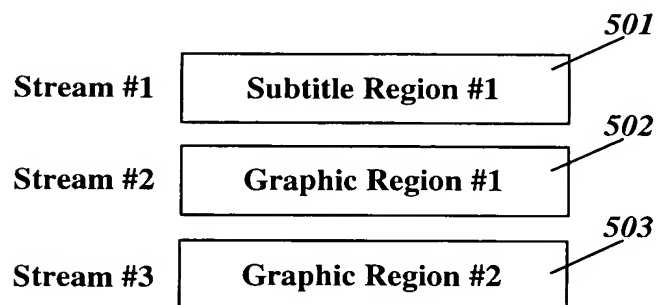 501
Stream #1 Subtitle Region #1
502
Stream #2 Graphic Region #1
503
Stream #3 Graphic Region #2